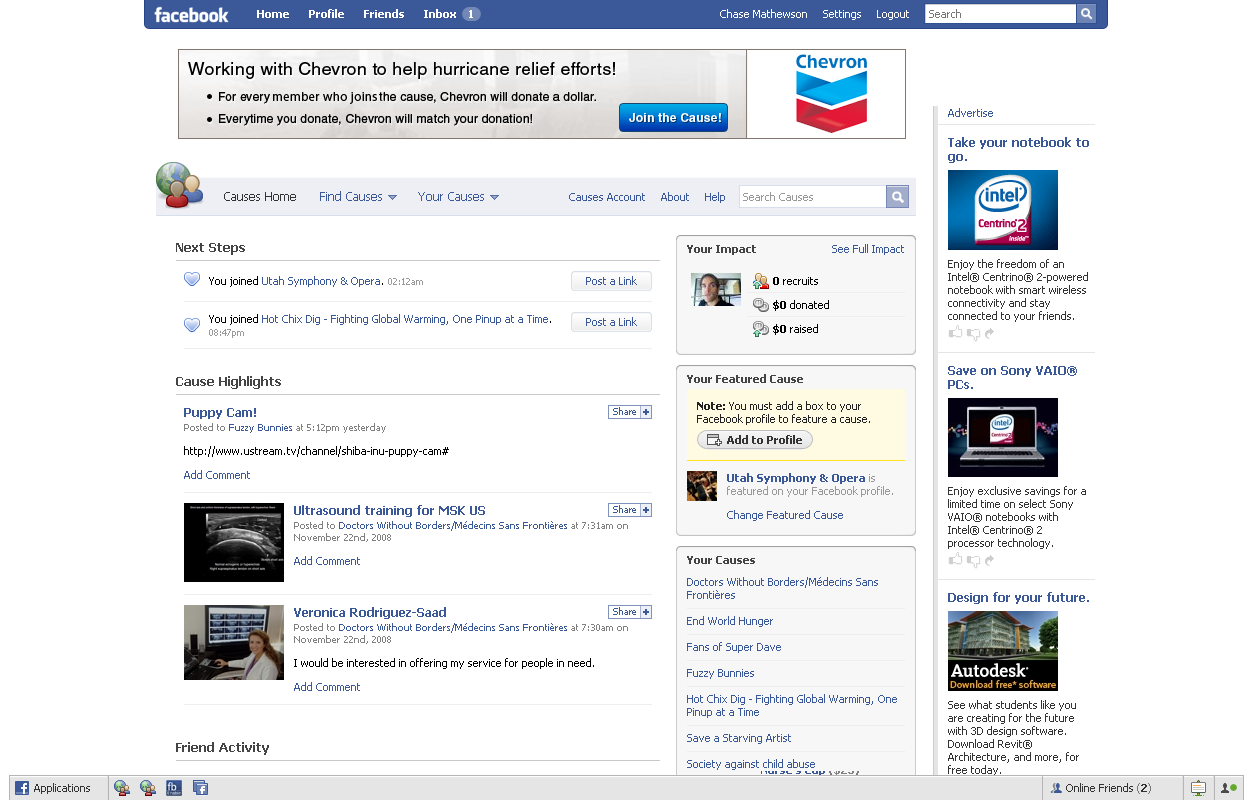 facebook Home Profile Friends Inbox 1 Chase Mathewson Settings Logout Search
Working with Chevron to help hurricane relief efforts!
• For every member who joins the cause, Chevron will donate a dollar.
• Everytime you donate, Chevron will match your donation!
Join the Cause!
Chevron
Causes Home Find Causes Your Causes Causes Account About Help Search Causes
Next Steps
You joined Utah Symphony & Opera. 02:12am
Post a Link
You joined Hot Chix Dig - Fighting Global Warming, One Pinup at a Time.
08:47pm
Post a Link
Cause Highlights
Puppy Cam!
Share +
Posted to Fuzzy Bunnies at 5:12pm yesterday
http://www.ustream.tv/channel/shiba-inu-puppy-cam#
Add Comment
Ultrasound training for MSK US
Share +
Posted to Doctors Without Borders/Médecins Sans Frontières at 7:31am on
November 22nd, 2008
Add Comment
Veronica Rodriguez-Saad
Share +
Posted to Doctors Without Borders/Médecins Sans Frontières at 7:30am on
November 22nd, 2008
I would be interested in offering my service for people in need.
Add Comment
Friend Activity
Your Impact
See Full Impact
0 recruits
$0 donated
$0 raised
Your Featured Cause
Note: You must add a box to your
Facebook profile to feature a cause.
Add to Profile
Utah Symphony & Opera is
featured on your Facebook profile.
Change Featured Cause
Your Causes
Doctors Without Borders/Médecins Sans
Frontières
End World Hunger
Fans of Super Dave
Fuzzy Bunnies
Hot Chix Dig - Fighting Global Warming, One
Pinup at a Time
Save a Starving Artist
Society against child abuse
Advertise
Take your notebook to
go.
intel
Centrino 2
inside™
Enjoy the freedom of an
Intel® Centrino® 2-powered
notebook with smart wireless
connectivity and stay
connected to your friends.
Save on Sony VAIO®
PCs.
intel
Centrino 2
Enjoy exclusive savings for a
limited time on select Sony
VAIO® notebooks with
Intel® Centrino® 2
processor technology.
Design for your future.
Autodesk®
Download free* software
See what students like you
are creating for the future
with 3D design software.
Download Revit®
Architecture, and more, for
free today.
Applications
Online Friends (2)